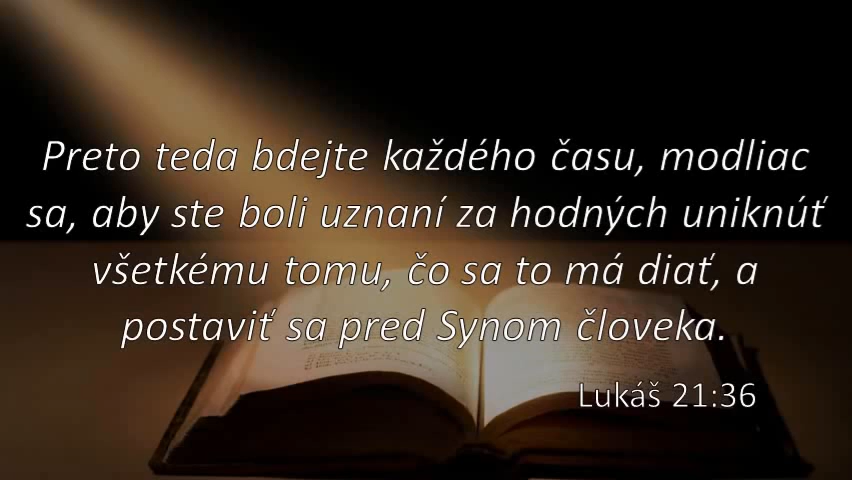 Preto teda bdejte každého času, modliac
sa, aby ste boli uznaní za hodných uniknúť
všetkému tomu, čo sa to má diať, a
postaviť sa pred Synom človeka.
Lukáš 21:36